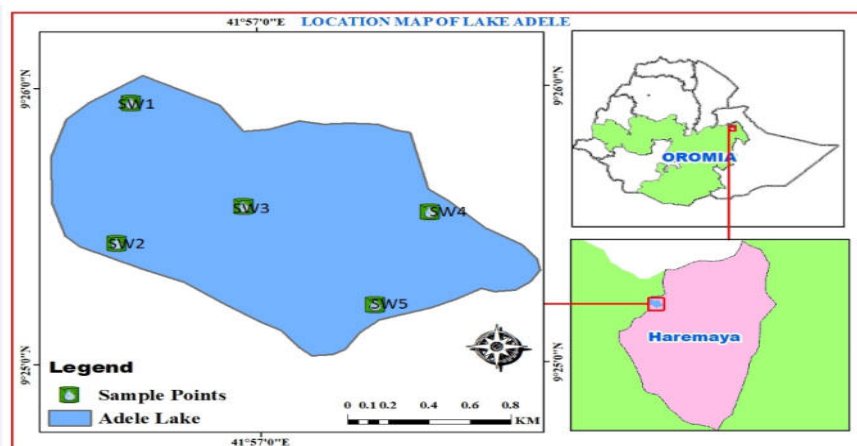 41°57'0"E
LOCATION MAP OF LAKE ADELE
9°26'0"N
9°26'0"N
SW1
SW3
SW4
SW2
SW5
OROMIA
Haremaya
Legend
Sample Points
Adele Lake
9°25'0"N
9°25'0"N
0 0.1 0.2 0.4 0.6 0.8
KM
41°57'0"E